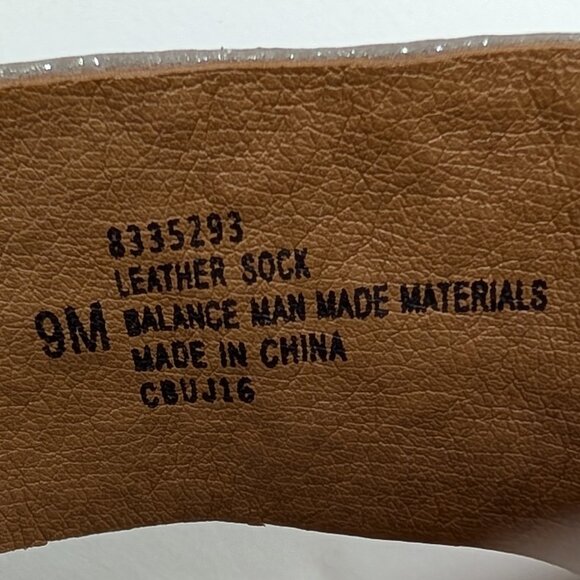 8335293
LEATHER SOCK
9M BALANCE MAN MADE MATERIALS
MADE IN CHINA
CBUJ16